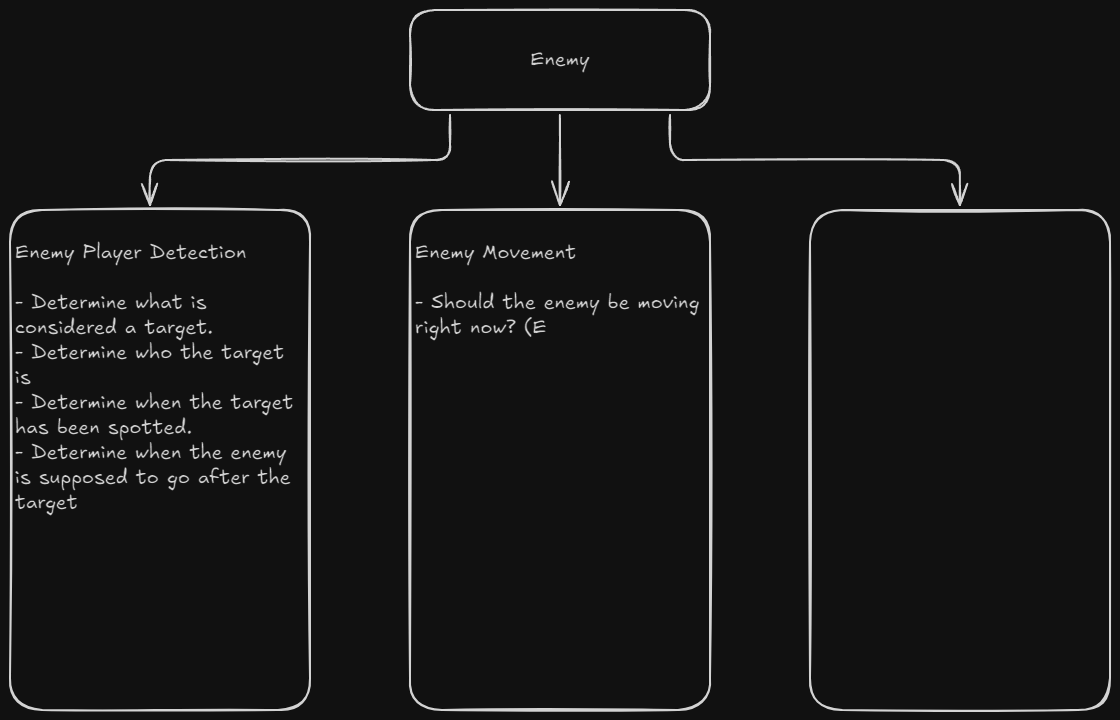 Enemy
Enemy Player Detection
- Determine what is
considered a target.
- Determine who the target
is
- Determine when the target
has been spotted.
- Determine when the enemy
is supposed to go after the
target
Enemy Movement
- Should the enemy be moving
right now? (E